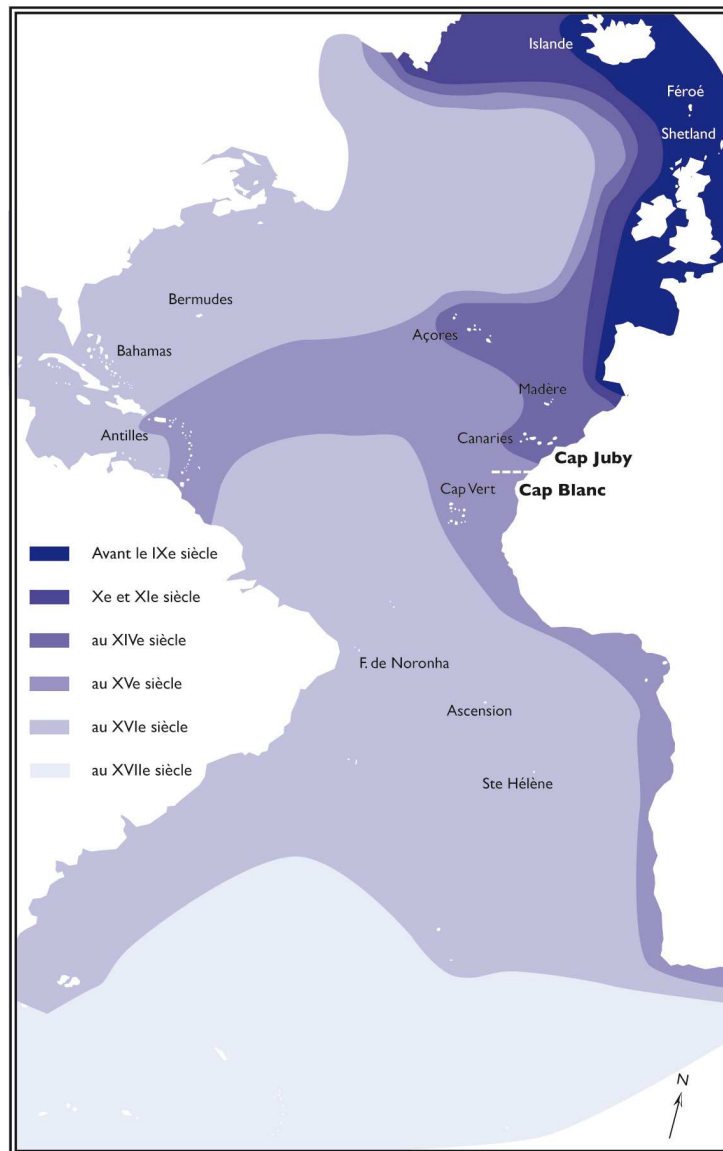 Islande
Féroé
Shetland
Bermudes
Açores
Bahamas
Madère
Antilles
Canaries
Cap Juby
Cap Vert
Cap Blanc
Avant le IXe siècle
Xe et XIe siècle
au XIVe siècle
au XVe siècle
au XVIe siècle
au XVIIe siècle
F. de Noronha
Ascension
Ste Hélène
N